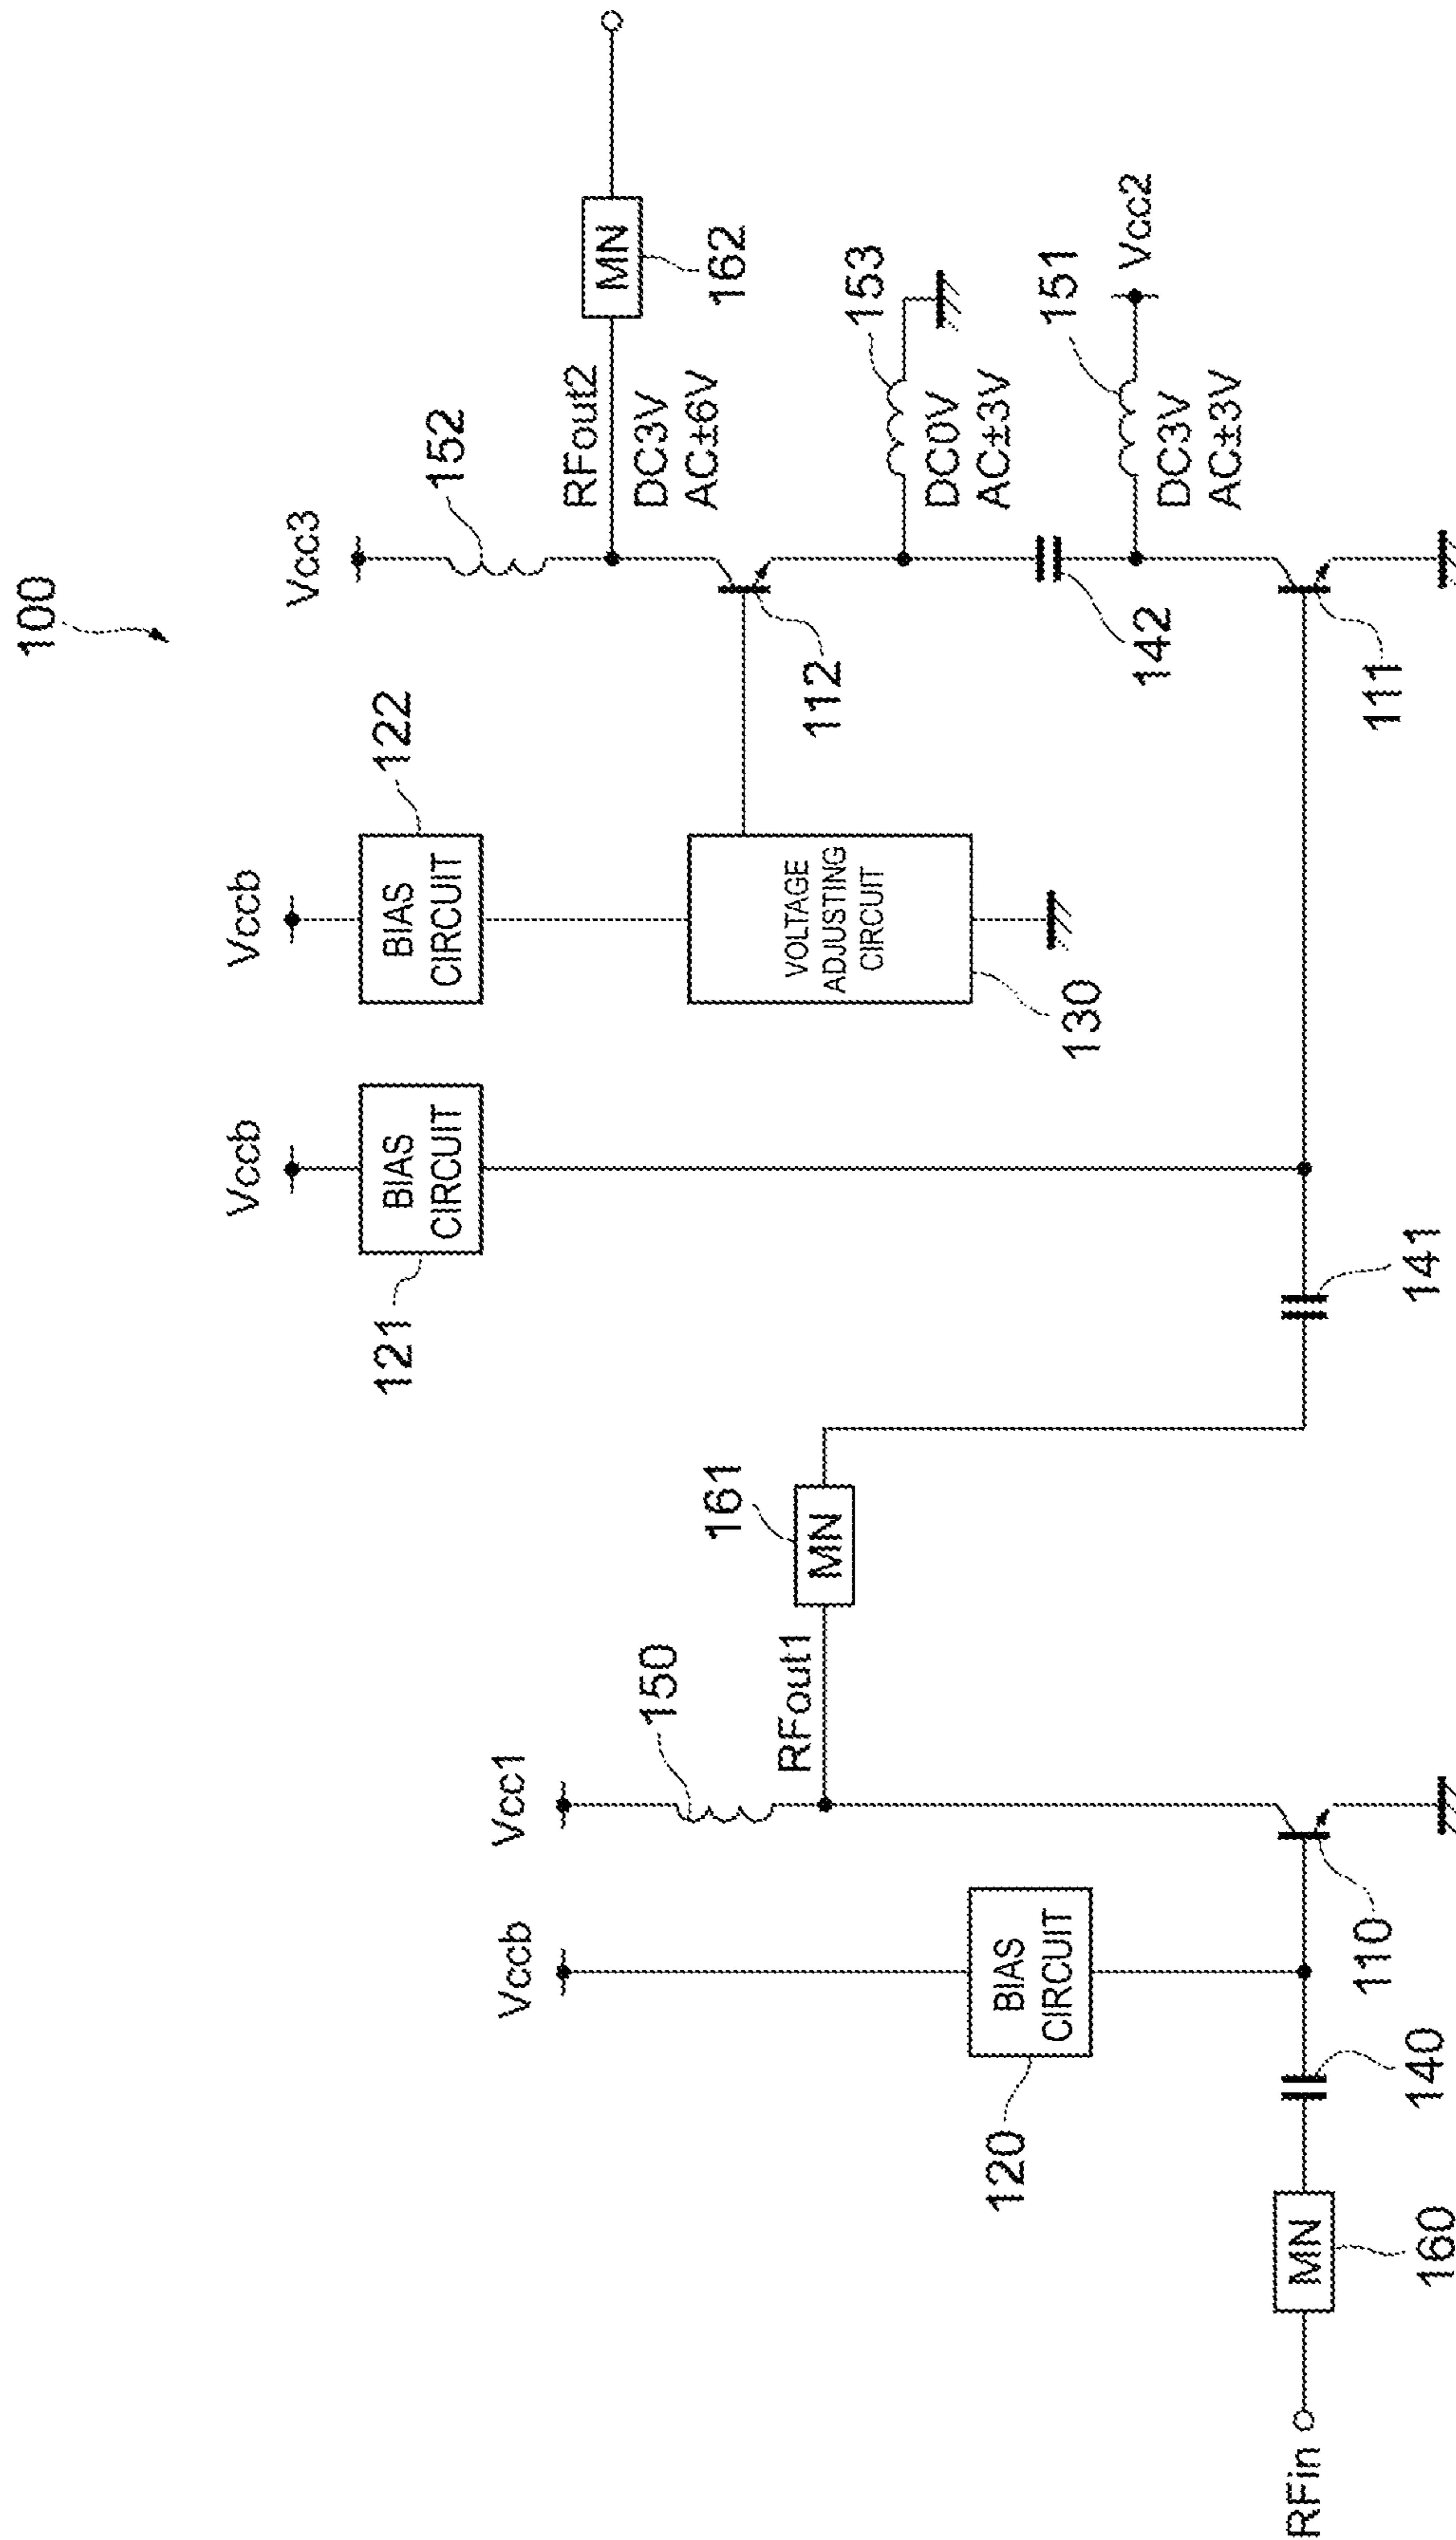 100
Vcc3
152
RFout2
MN
162
DC3V
AC±6V
Vccb
BIAS
CIRCUIT
122
Vccb
BIAS
CIRCUIT
121
112
VOLTAGE
ADJUSTING
CIRCUIT
130
153
DC0V
AC±3V
142
151
Vcc2
DC3V
AC±3V
111
141
Vcc1
150
RFout1
MN
161
Vccb
BIAS
CIRCUIT
120
110
140
RFin
MN
160